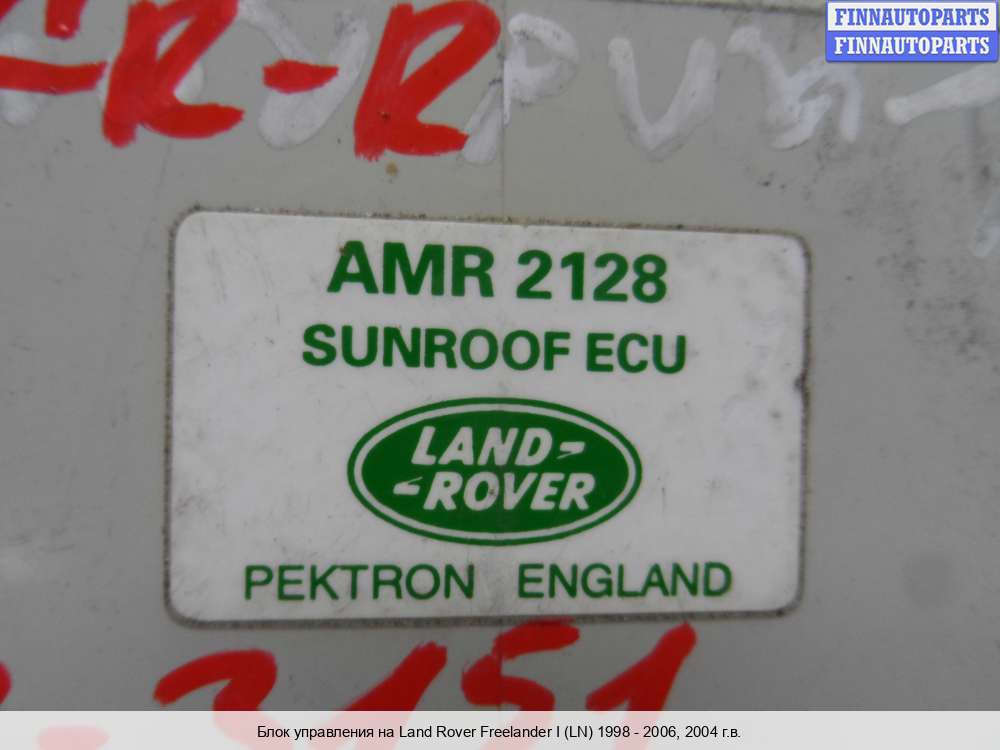 FINNAUTOPARTS
FINNAUTOPARTS
R-R
AMR 2128
SUNROOF ECU
LAND-
-ROVER
PEKTRON ENGLAND
-3151
Блок управления на Land Rover Freelander I (LN) 1998 - 2006, 2004 г.в.